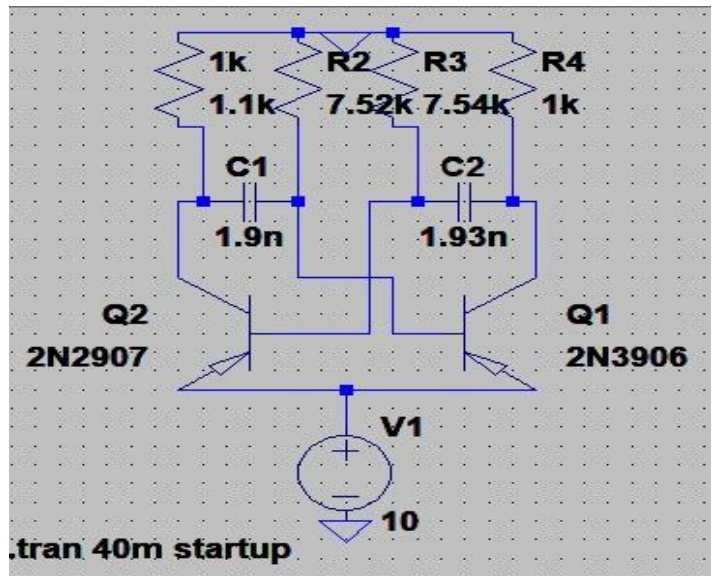 1k R2 R3 R4
1.1k 7.52k 7.54k 1k
C1 C2
1.9n 1.93n
Q2 Q1
2N2907 2N3906
V1
10
.tran 40m startup